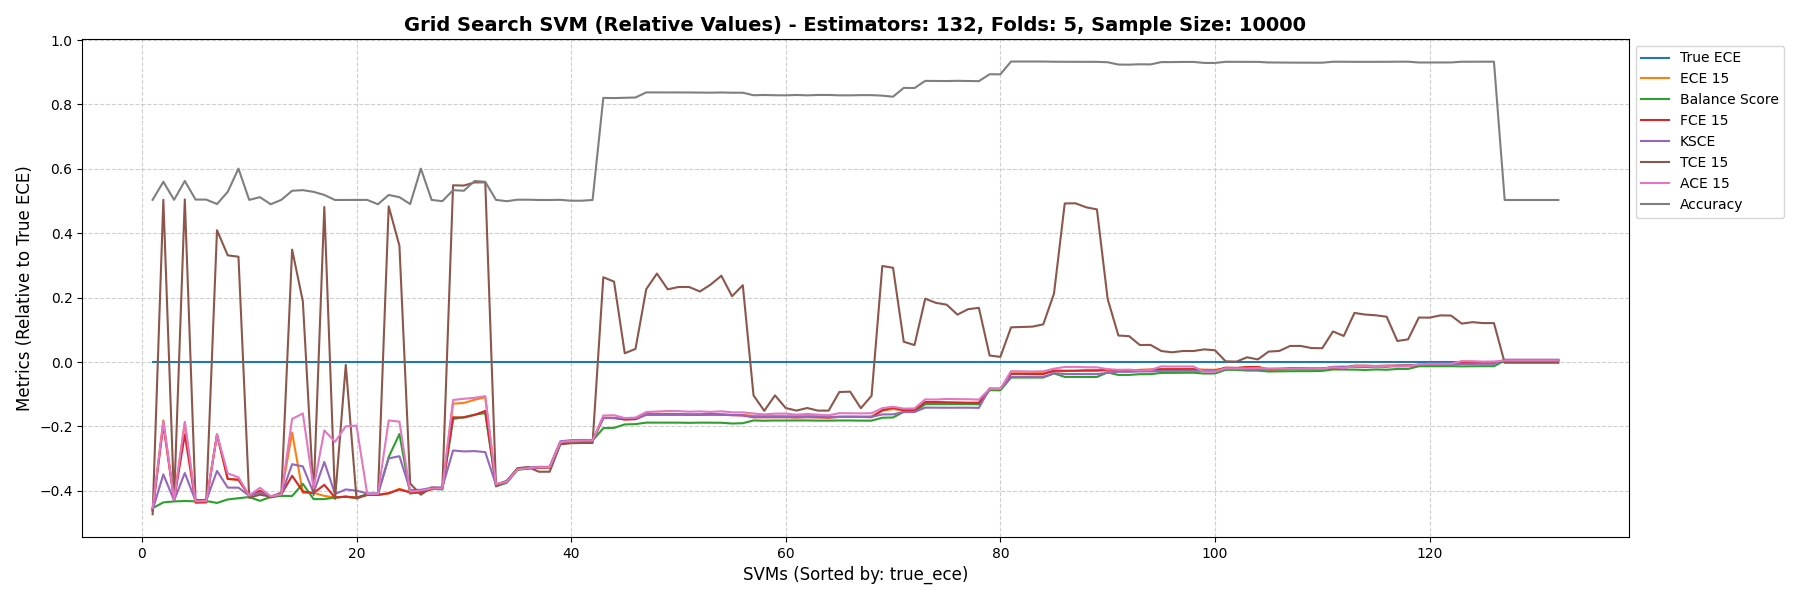 Grid Search SVM (Relative Values) - Estimators: 132, Folds: 5, Sample Size: 10000
Metrics (Relative to True ECE)
1.0
0.8
0.6
0.4
0.2
0.0
−0.2
−0.4
0 20 40 60 80 100 120
SVMs (Sorted by: true_ece)
True ECE
ECE 15
Balance Score
FCE 15
KSCE
TCE 15
ACE 15
Accuracy